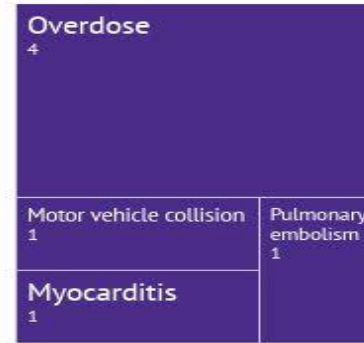 Overdose
4
Motor vehicle collision
1
Pulmonary
embolism
1
Myocarditis
1